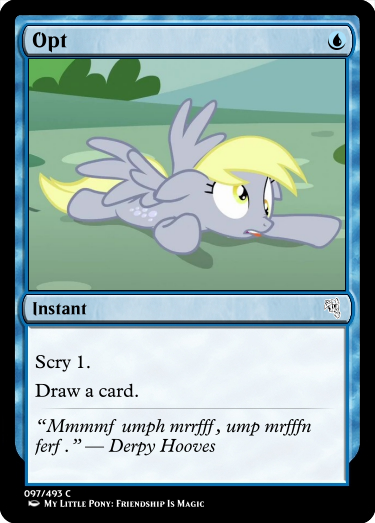 Opt
Instant
Scry 1.
Draw a card.
“Mmmmf umph mrrfff, ump mrfffn
ferf .” — Derpy Hooves
097/493 C
My Little Pony: Friendship Is Magic